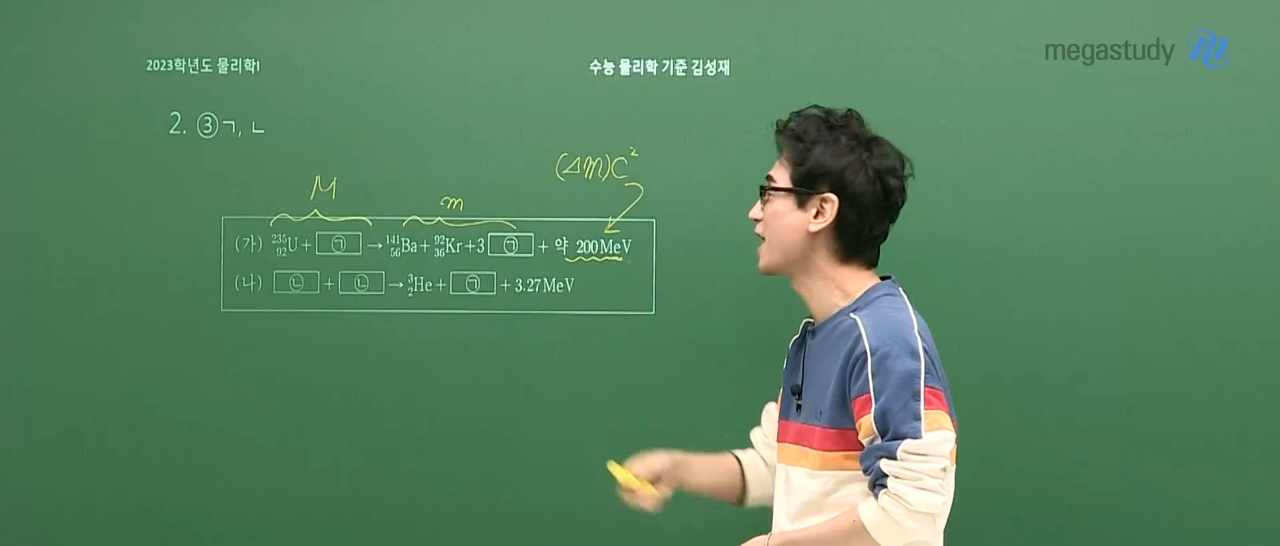 2023학년도 물리학I
수능 물리학 기준 김성재
megastudy
2. ③ㄱ, ㄴ
(⊿m)C²
M
m
(가) ²³⁵₉₂U + ㉠ → ¹⁴¹₅₆Ba + ⁹²₃₆Kr + 3 ㉠ + 약 200MeV
(나) ㉡ + ㉡ → ³₂He + ㉠ + 3.27MeV